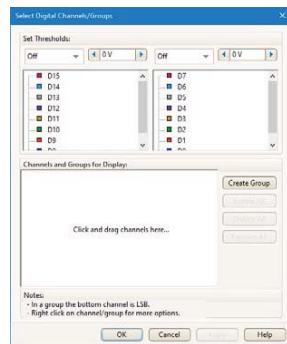 Select Digital Channels/Groups
Set Thresholds:
Off 0 V Off 0 V
D15 D7
D14 D6
D13 D5
D12 D4
D11 D3
D10 D2
D9 D1
Channels and Groups for Display:
Create Group
Click and drag channels here...
Notes:
- In a group the bottom channel is LSB.
- Right click on channel/group for more options.
OK Cancel Help